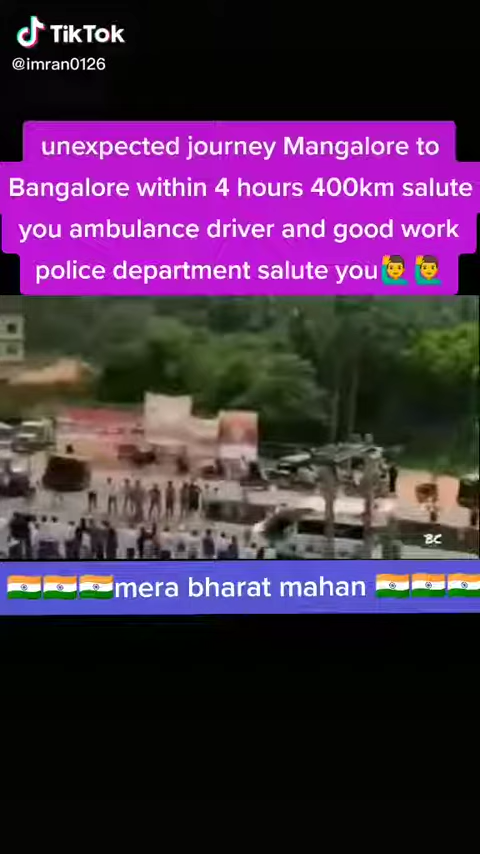 TikTok
@imran0126
unexpected journey Mangalore to
Bangalore within 4 hours 400km salute
you ambulance driver and good work
police department salute you🙋‍♂️🙋‍♂️
BC
🇮🇳🇮🇳🇮🇳mera bharat mahan 🇮🇳🇮🇳🇮🇳